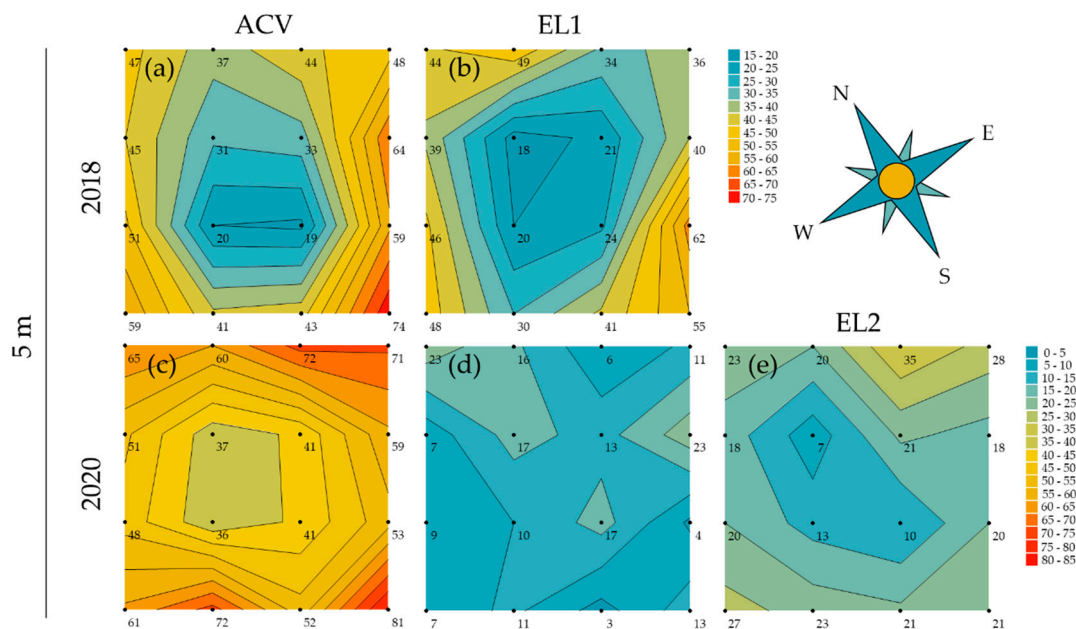 ACV EL1
2018
(a)
47 37 44 48
45 31 33 64
51 20 19 59
59 41 43 74
(b)
44 49 34 36
39 18 21 40
46 20 24 62
48 30 41 55
15 - 20
20 - 25
25 - 30
30 - 35
35 - 40
40 - 45
45 - 50
50 - 55
55 - 60
60 - 65
65 - 70
70 - 75
N
E
W
S
5 m
EL2
2020
(c)
65 60 72 71
51 37 41 59
48 36 41 53
61 72 52 81
(d)
23 16 6 11
7 17 13 23
9 10 17 4
7 11 3 13
(e)
23 20 35 28
18 7 21 18
20 13 10 20
27 23 21 21
0 - 5
5 - 10
10 - 15
15 - 20
20 - 25
25 - 30
30 - 35
35 - 40
40 - 45
45 - 50
50 - 55
55 - 60
60 - 65
65 - 70
70 - 75
75 - 80
80 - 85